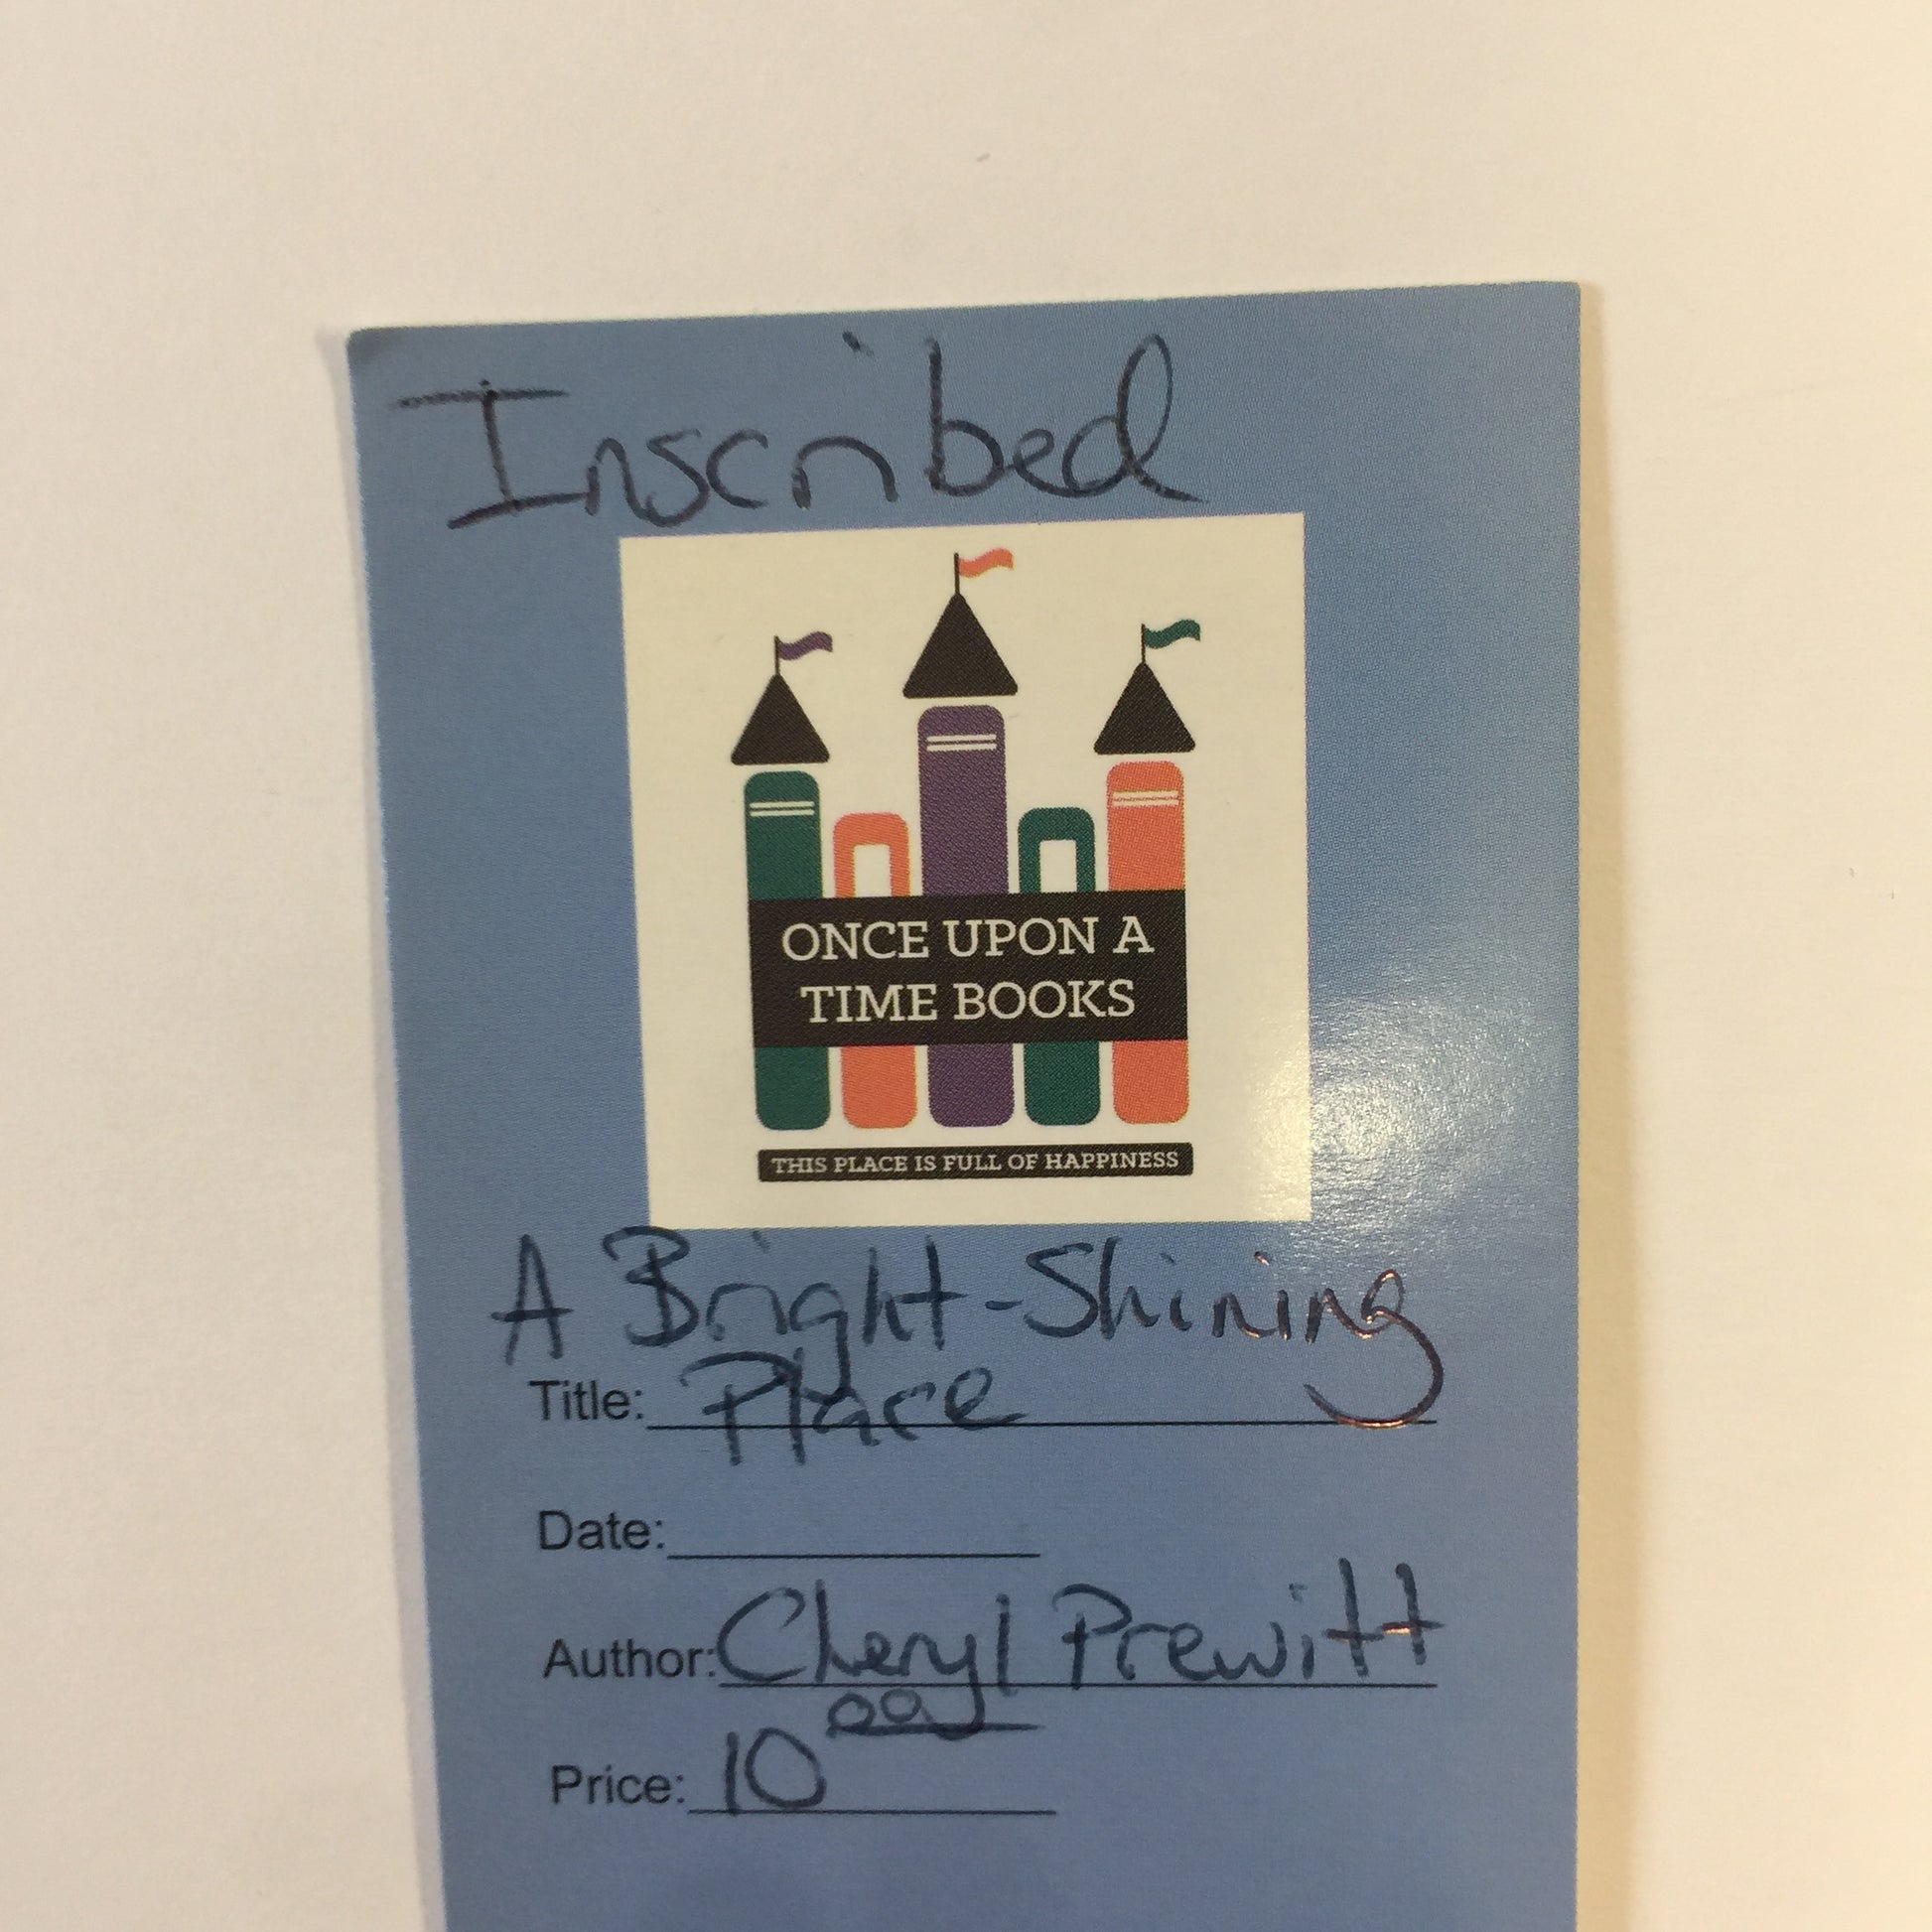 Inscribed
ONCE UPON A
TIME BOOKS
THIS PLACE IS FULL OF HAPPINESS
A Bright-Shining
Title: Place
Date:
Author: Cheryl Prewitt
Price: 10 00